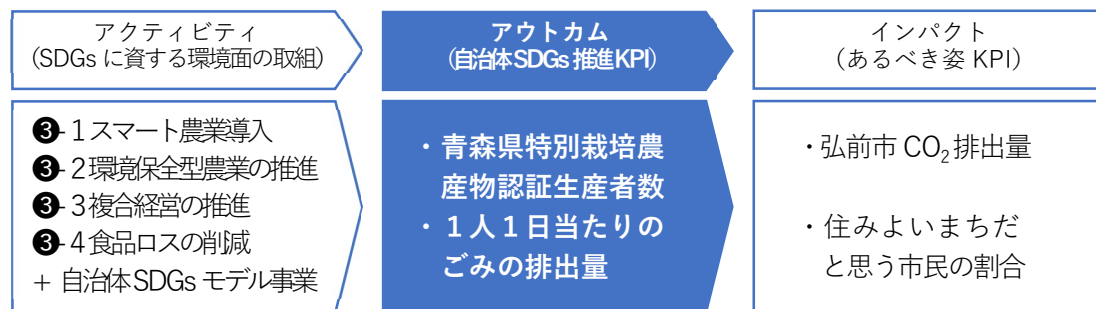 アクティビティ
(SDGs に資する環境面の取組)
❸-1スマート農業導入
❸-2環境保全型農業の推進
❸-3複合経営の推進
❸-4食品ロスの削減
+ 自治体SDGs モデル事業
アウトカム
(自治体SDGs 推進KPI)
・青森県特別栽培農
産物認証生産者数
・1人1日当たりの
ごみの排出量
インパクト
(あるべき姿 KPI)
・弘前市 CO₂排出量
・住みよいまちだ
と思う市民の割合